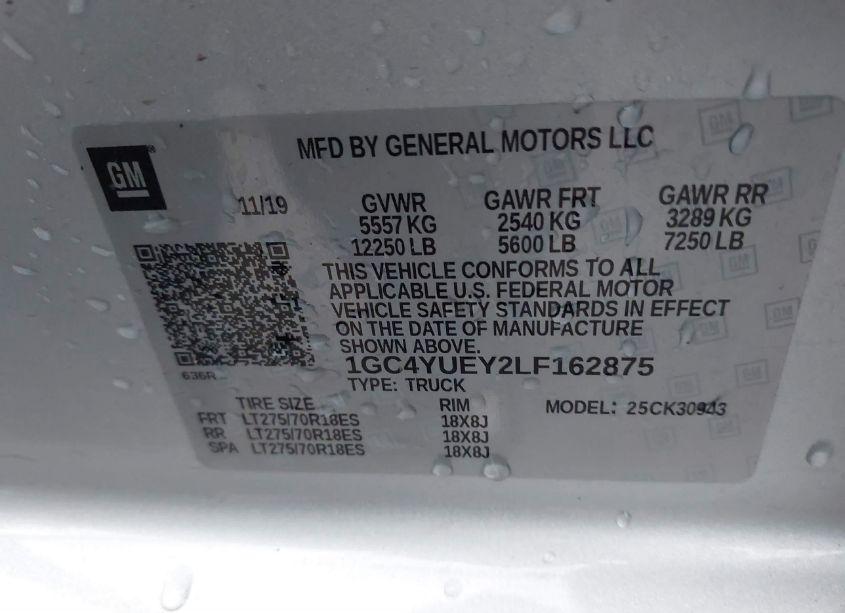 GM
MFD BY GENERAL MOTORS LLC
11/19 GVWR GAWR FRT GAWR RR
5557 KG 2540 KG 3289 KG
12250 LB 5600 LB 7250 LB
THIS VEHICLE CONFORMS TO ALL
APPLICABLE U.S. FEDERAL MOTOR
VEHICLE SAFETY STANDARDS IN EFFECT
ON THE DATE OF MANUFACTURE
SHOWN ABOVE.
636R
1GC4YUEY2LF162875
TYPE: TRUCK
TIRE SIZE RIM MODEL: 25CK30943
FRT LT275/70R18ES 18X8J
RR LT275/70R18ES 18X8J
SPA LT275/70R18ES 18X8J